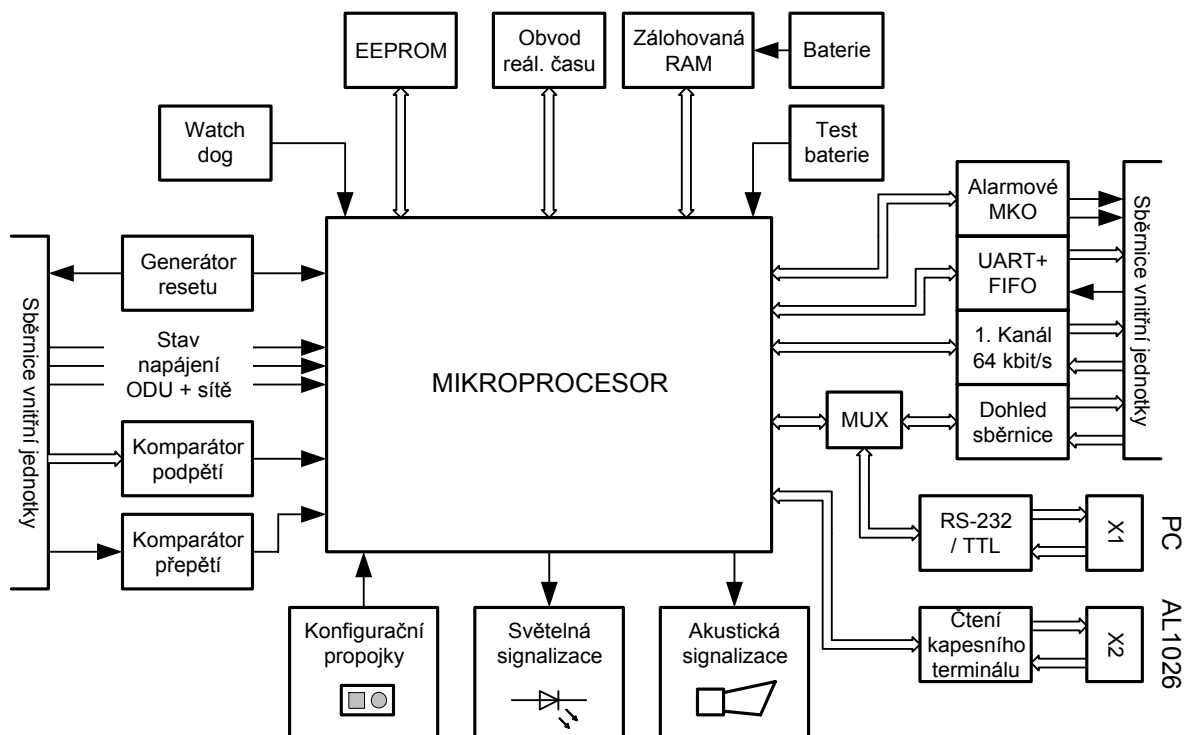 EEPROM
Obvod
reál. času
Zálohovaná
RAM
Baterie
Watch
dog
Test
baterie
Sběrnice vnitřní jednotky
Generátor
resetu
Stav
napájení
ODU + sítě
Komparátor
podpětí
Komparátor
přepětí
MIKROPROCESOR
Alarmové
MKO
UART+
FIFO
1. Kanál
64 kbit/s
Dohled
sběrnice
Sběrnice vnitřní jednotky
MUX
RS-232
/ TTL
X1
PC
Čtení
kapesního
terminálu
X2
AL1026
Konfigurační
propojky
Světelná
signalizace
Akustická
signalizace